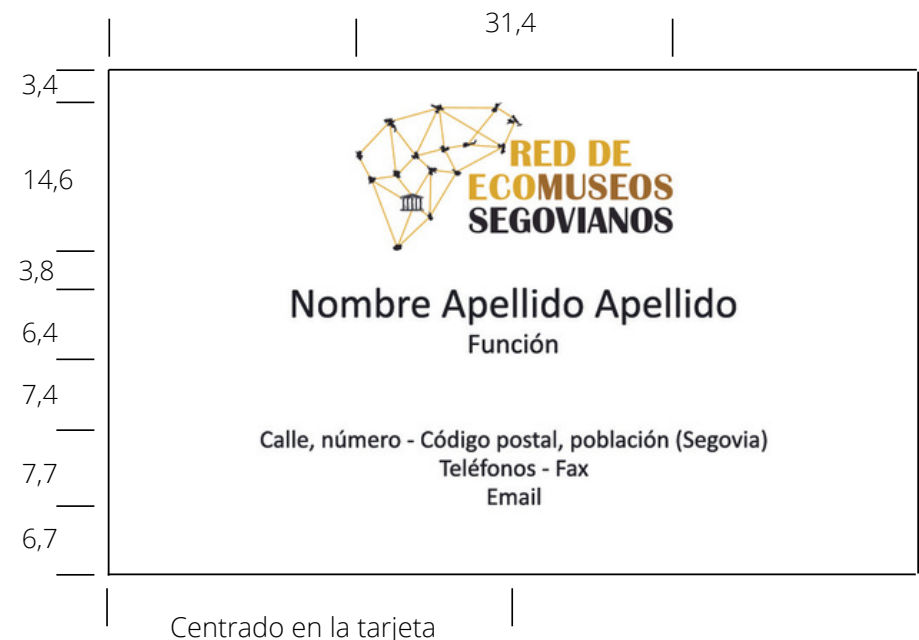 31,4
3,4
14,6
3,8
6,4
7,4
7,7
6,7
RED DE
ECOMUSEOS
SEGOVIANOS
Nombre Apellido Apellido
Función
Calle, número - Código postal, población (Segovia)
Teléfonos - Fax
Email
Centrado en la tarjeta